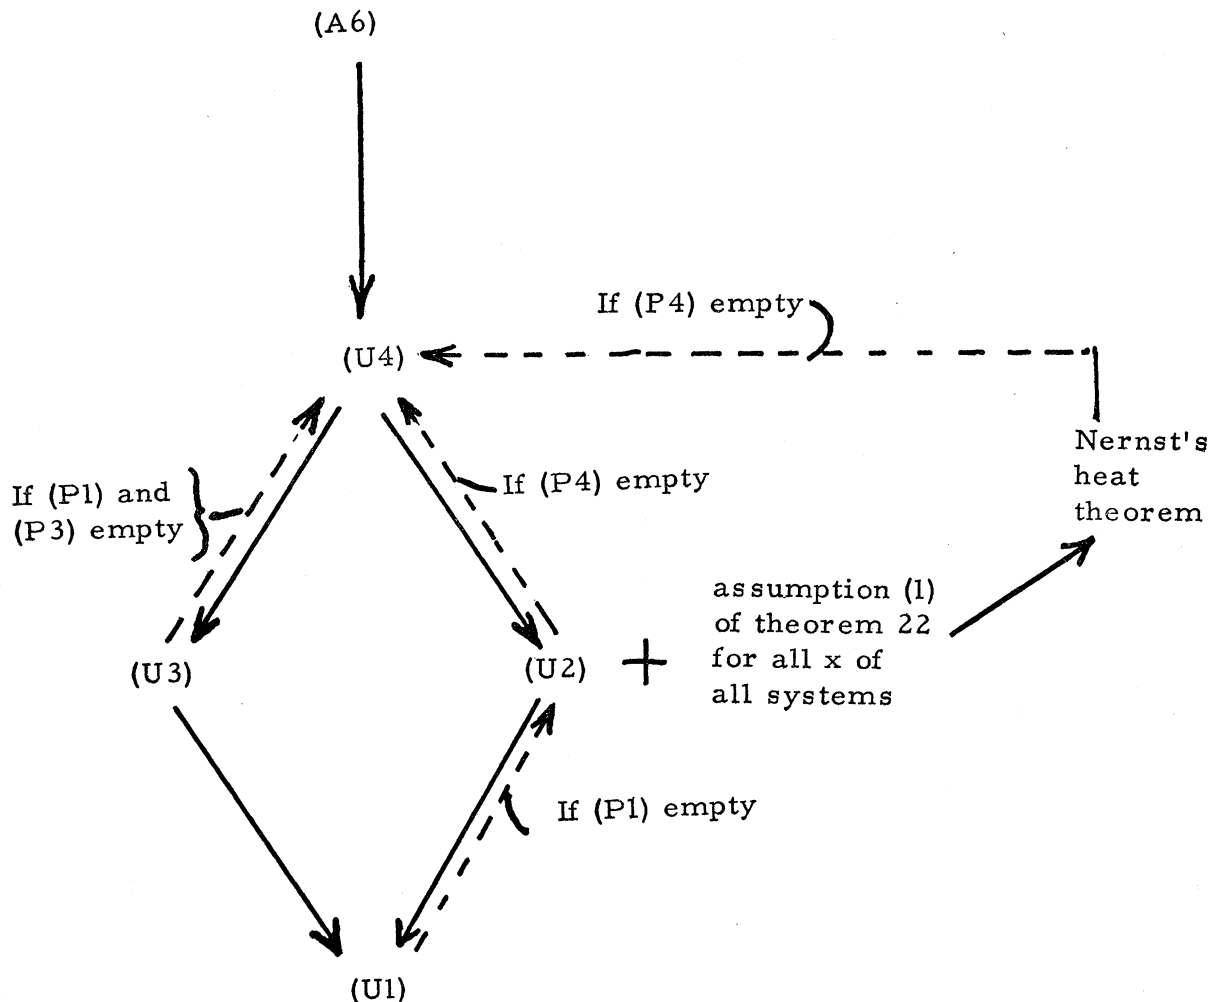 (A6)
If (P4) empty
(U4)
Nernst's
heat
theorem
If (P1) and
(P3) empty
If (P4) empty
assumption (1)
of theorem 22
for all x of
all systems
(U3)
(U2)
+
If (P1) empty
(U1)